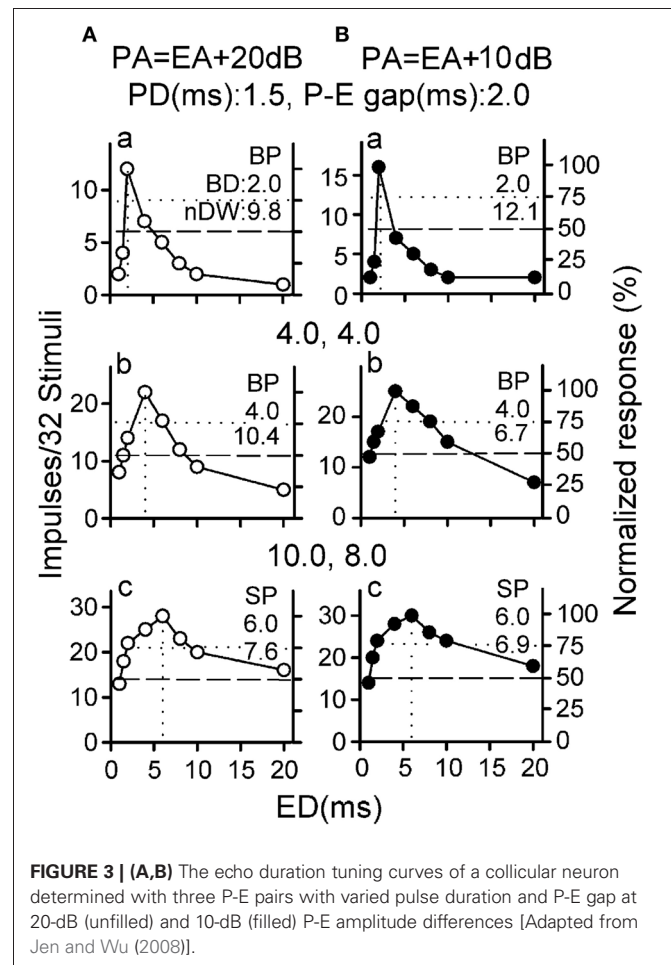 A B
PA=EA+20dB PA=EA+10dB
PD(ms):1.5, P-E gap(ms):2.0
a BP a BP
BD:2.0 2.0
nDW:9.8 12.1
10 5 0
15 10 5 0
100 75 50 25 0
4.0, 4.0
b BP b BP
4.0 4.0
10.4 6.7
20 10 0
20 10 0
100 75 50 25 0
10.0, 8.0
c SP c SP
6.0 6.0
7.6 6.9
30 20 10 0
30 20 10 0
100 75 50 25 0
0 5 10 15 20 0 5 10 15 20
Impulses/32 Stimuli
Normalized response (%)
ED(ms)
FIGURE 3 | (A,B) The echo duration tuning curves of a collicular neuron
determined with three P-E pairs with varied pulse duration and P-E gap at
20-dB (unfilled) and 10-dB (filled) P-E amplitude differences [Adapted from
Jen and Wu (2008)].